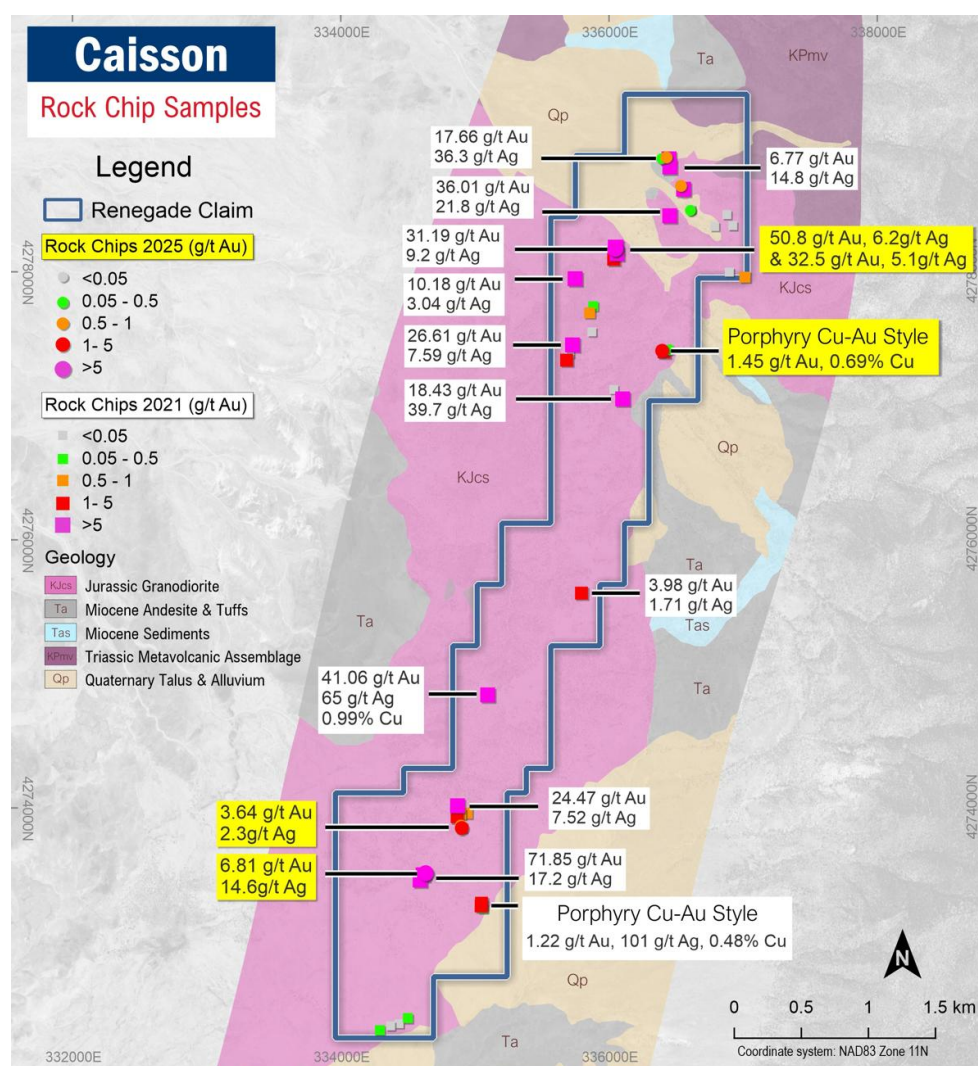 Caisson
Rock Chip Samples
Legend
Renegade Claim
Rock Chips 2025 (g/t Au)
<0.05
0.05 - 0.5
0.5 - 1
1- 5
>5
Rock Chips 2021 (g/t Au)
<0.05
0.05 - 0.5
0.5 - 1
1- 5
>5
Geology
KJcs Jurassic Granodiorite
Ta Miocene Andesite & Tuffs
Tas Miocene Sediments
KPmv Triassic Metavolcanic Assemblage
Qp Quaternary Talus & Alluvium
334000E
336000E
338000E
Ta
KPmv
Qp
17.66 g/t Au
36.3 g/t Ag
6.77 g/t Au
14.8 g/t Ag
36.01 g/t Au
21.8 g/t Ag
31.19 g/t Au
9.2 g/t Ag
50.8 g/t Au, 6.2g/t Ag
& 32.5 g/t Au, 5.1g/t Ag
4278000N
10.18 g/t Au
3.04 g/t Ag
KJcs
26.61 g/t Au
7.59 g/t Ag
Porphyry Cu-Au Style
1.45 g/t Au, 0.69% Cu
18.43 g/t Au
39.7 g/t Ag
Qp
KJcs
4276000N
4276000N
Ta
3.98 g/t Au
1.71 g/t Ag
Ta
Tas
41.06 g/t Au
65 g/t Ag
0.99% Cu
Ta
4274000N
4274000N
24.47 g/t Au
7.52 g/t Ag
3.64 g/t Au
2.3g/t Ag
6.81 g/t Au
14.6g/t Ag
71.85 g/t Au
17.2 g/t Ag
Porphyry Cu-Au Style
1.22 g/t Au, 101 g/t Ag, 0.48% Cu
Qp
N
Ta
0 0.5 1 1.5 km
Coordinate system: NAD83 Zone 11N
332000E
334000E
336000E